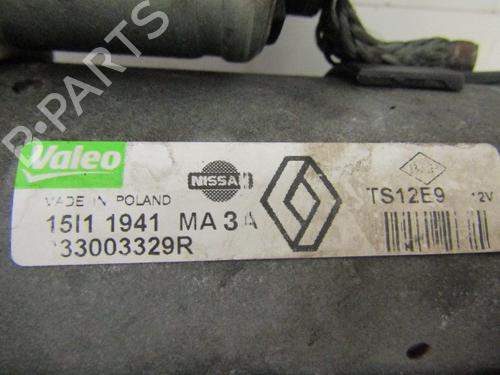 B-PARTS
Valeo
NISSAN
MADE IN POLAND
TS12E9 12V
15I1 1941 MA 3 A
33003329R